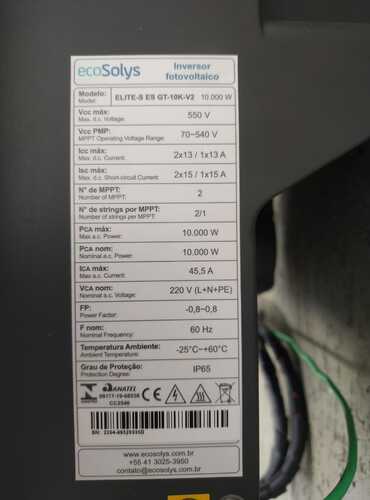 ecoSolys
Inversor
fotovoltaico
Modelo:
Model:
ELITE-S ES GT-10K-V2 10.000 W
Vcc máx:
Max. d.c. Voltage:
550 V
Vcc PMP:
MPPT Operating Voltage Range:
70~540 V
Icc máx:
Max. d.c. Current:
2x13 / 1x13 A
Isc máx:
Max. d.c. Short-circuit Current:
2x15 / 1x15 A
N° de MPPT:
Number of MPPT:
2
N° de strings por MPPT:
Number of strings per MPPT:
2/1
PCA máx:
Max a.c. Power:
10.000 W
PCA nom:
Nominal a.c. Power:
10.000 W
ICA máx:
Max a.c. Current:
45,5 A
VCA nom:
Nominal a.c. Voltage:
220 V (L+N+PE)
FP:
Power Factor:
-0,8~0,8
F nom:
Nominal Frequency:
60 Hz
Temperatura Ambiente:
Ambient Temperature:
-25°C~+60°C
Grau de Proteção:
Protection Degree:
IP65
ANATEL
CE
www.ecosolys.com.br
+55 41 3025-3950
contato@ecosolys.com.br